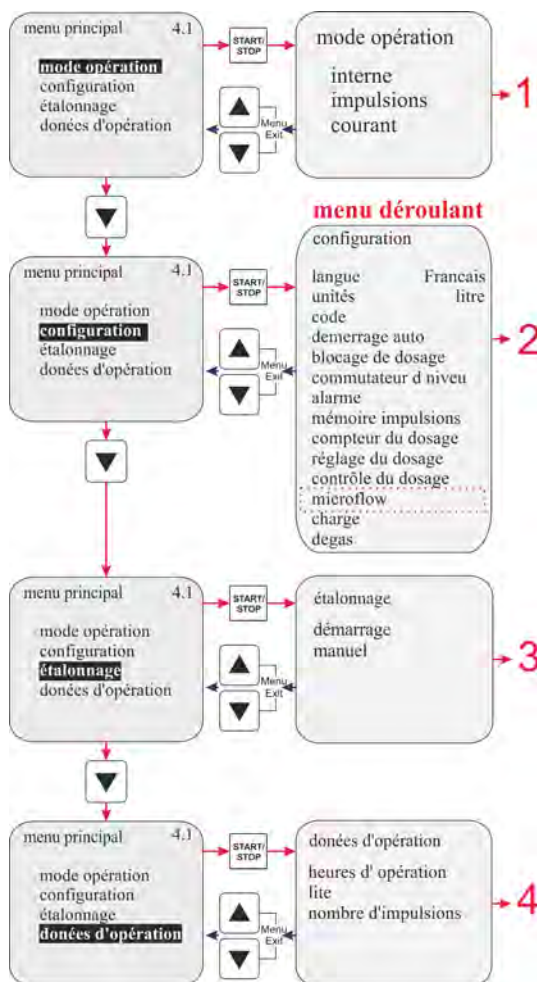 menu principal 4.1
mode opération
configuration
étalonnage
donées d'opération
START/
STOP
Menu
Exit
mode opération
interne
impulsions
courant
1
menu déroulant
menu principal 4.1
mode opération
configuration
étalonnage
donées d'opération
START/
STOP
Menu
Exit
configuration
langue Francais
unités litre
code
demerrage auto
blocage de dosage
commutateur d niveu
alarme
mémoire impulsions
compteur du dosage
réglage du dosage
contrôle du dosage
microflow
charge
degas
2
menu principal 4.1
mode opération
configuration
étalonnage
donées d'opération
START/
STOP
Menu
Exit
étalonnage
démarrage
manuel
3
menu principal 4.1
mode opération
configuration
étalonnage
donées d'opération
START/
STOP
Menu
Exit
donées d'opération
heures d' opération
lite
nombre d'impulsions
4